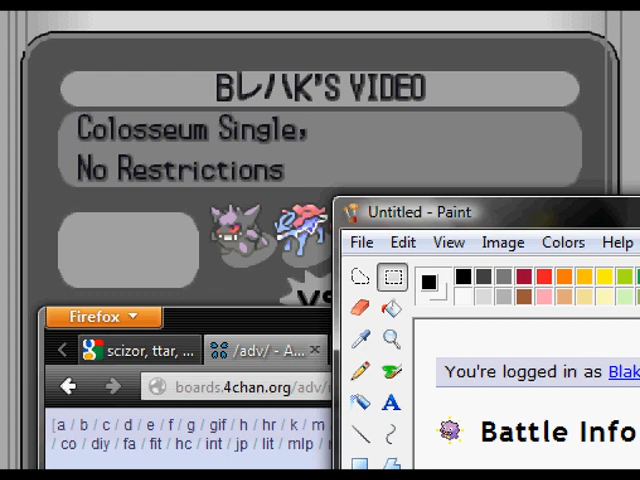 BレハK'S VIDEO
Colosseum Single,
No Restrictions
VS
Untitled - Paint
File Edit View Image Colors Help
Firefox
scizor, ttar, ...
/adv/ - A...
boards.4chan.org/adv/
You're logged in as Blak
[a / b / c / d / e / f / g / gif / h / hr / k / m
/ co / diy / fa / fit / hc / int / jp / lit / mlp
Battle Info
A